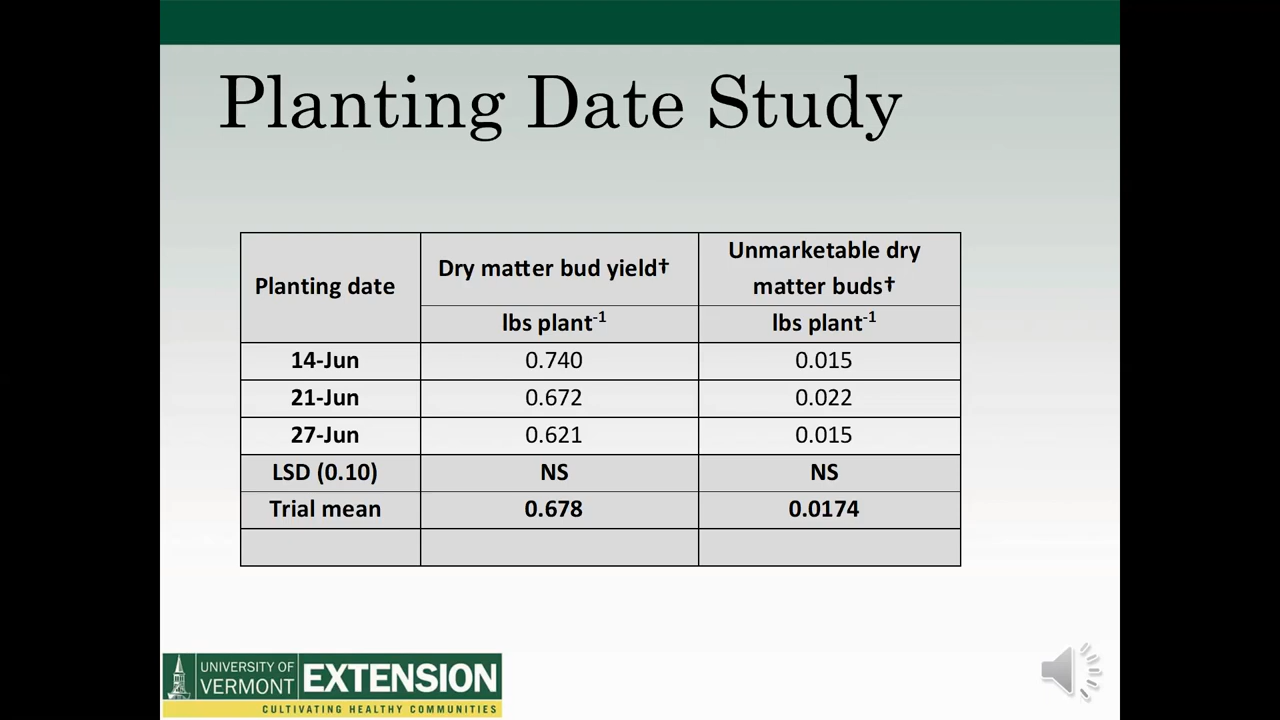 Planting Date Study
Planting date
Dry matter bud yield†
Unmarketable dry
matter buds†
lbs plant⁻¹
lbs plant⁻¹
14-Jun 0.740 0.015
21-Jun 0.672 0.022
27-Jun 0.621 0.015
LSD (0.10) NS NS
Trial mean 0.678 0.0174
UNIVERSITY OF
VERMONT
EXTENSION
CULTIVATING HEALTHY COMMUNITIES